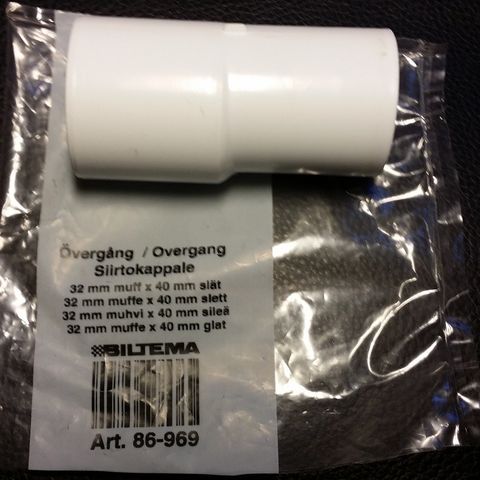 Övergång / Overgang
Siirtokappale
32 mm muff x 40 mm slät
32 mm muffe x 40 mm slett
32 mm muhvi x 40 mm sileä
32 mm muffe x 40 mm glat
BILTEMA
Art. 86-969